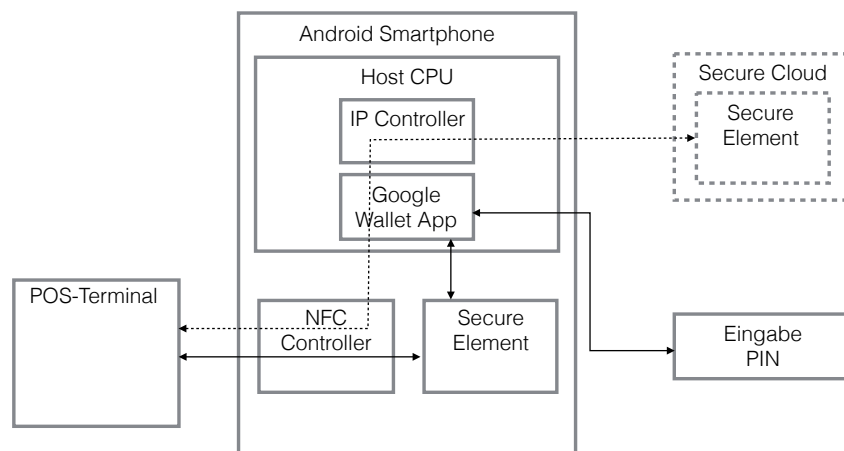 Android Smartphone
Host CPU
IP Controller
Google
Wallet App
Secure Cloud
Secure
Element
POS-Terminal
NFC
Controller
Secure
Element
Eingabe
PIN